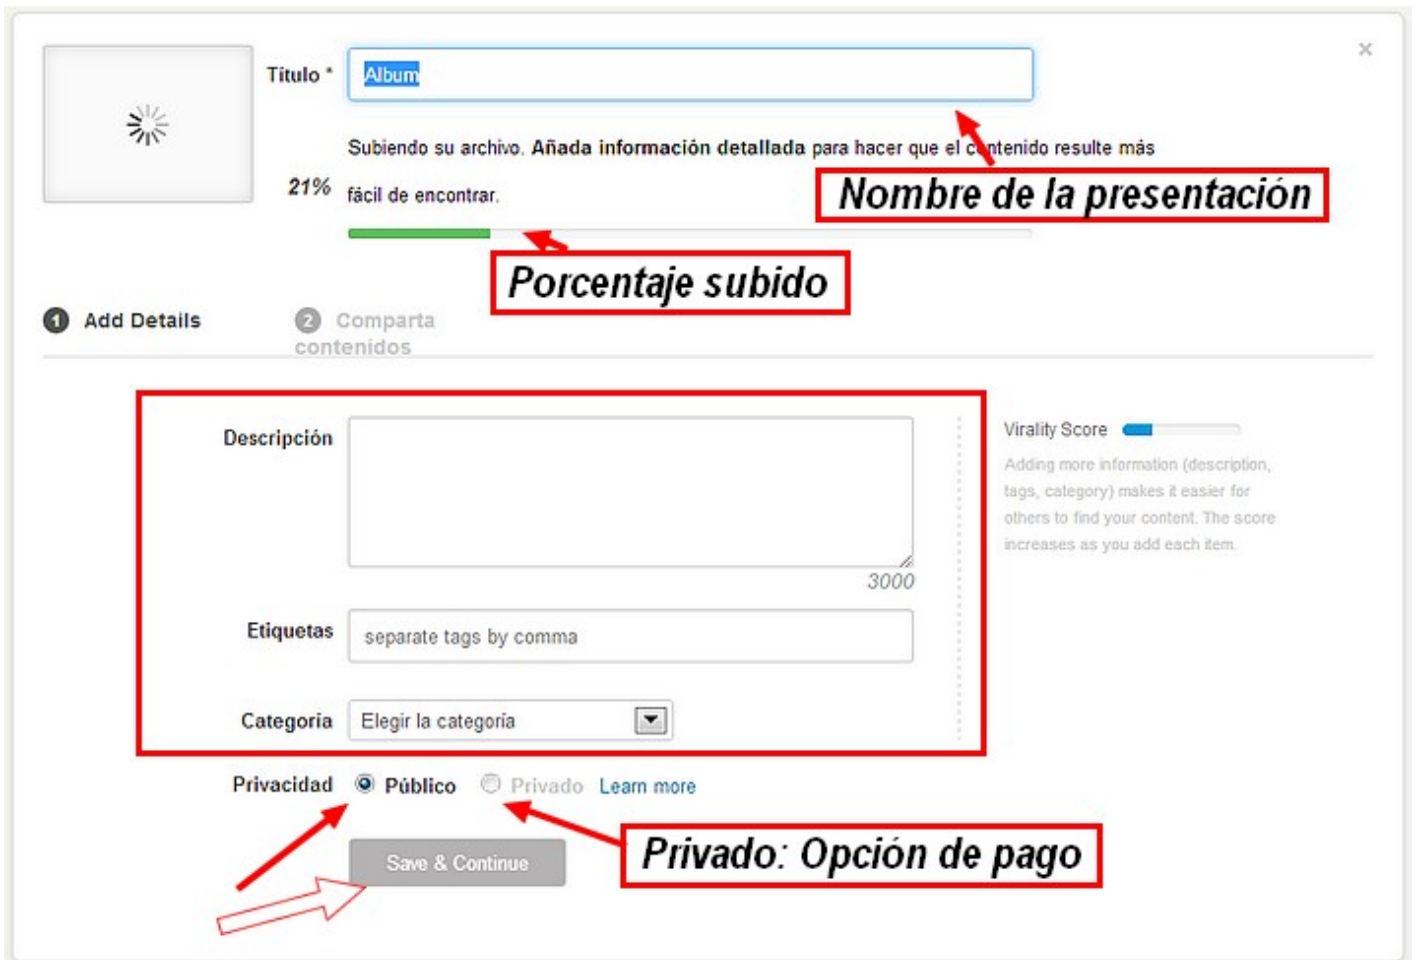 ×
Título *
Album
Subiendo su archivo. Añada información detallada para hacer que el contenido resulte más
21%
fácil de encontrar.
Nombre de la presentación
Porcentaje subido
1 Add Details
2 Comparta
contenidos
Descripción
3000
Virality Score
Adding more information (description,
tags, category) makes it easier for
others to find your content. The score
increases as you add each item.
Etiquetas
separate tags by comma
Categoría
Elegir la categoría
Privacidad
Público
Privado
Learn more
Privado: Opción de pago
Save & Continue